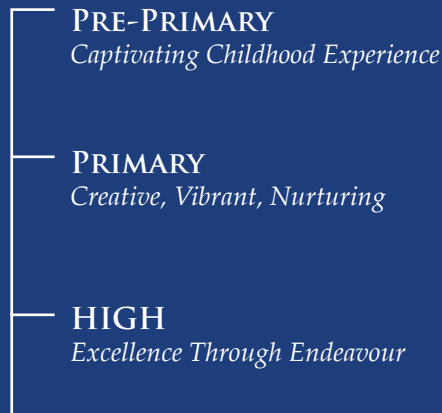 PRE-PRIMARY
Captivating Childhood Experience
PRIMARY
Creative, Vibrant, Nurturing
HIGH
Excellence Through Endeavour